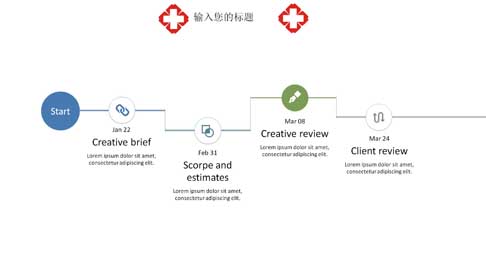 输入您的标题
Start
Jan 22
Creative brief
Lorem ipsum dolor sit amet,
consectetur adipiscing elit.
Feb 31
Scorpe and
estimates
Lorem ipsum dolor sit amet,
consectetur adipiscing elit.
Mar 08
Creative review
Lorem ipsum dolor sit amet,
consectetur adipiscing elit.
Mar 24
Client review
Lorem ipsum dolor sit amet,
consectetur adipiscing elit.